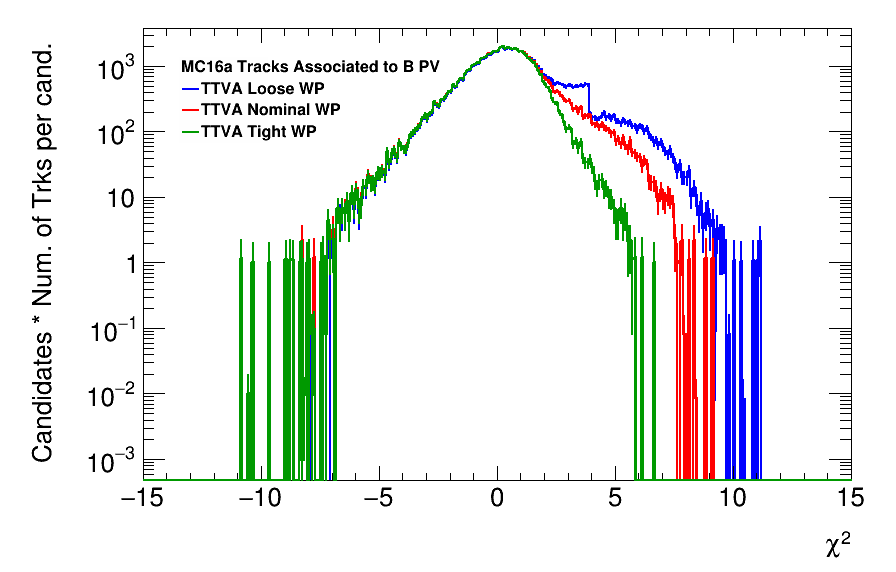 Candidates * Num. of Trks per cand.
MC16a Tracks Associated to B PV
TTVA Loose WP
TTVA Nominal WP
TTVA Tight WP
10³
10²
10
1
10⁻¹
10⁻²
10⁻³
−15 −10 −5 0 5 10 15
χ²